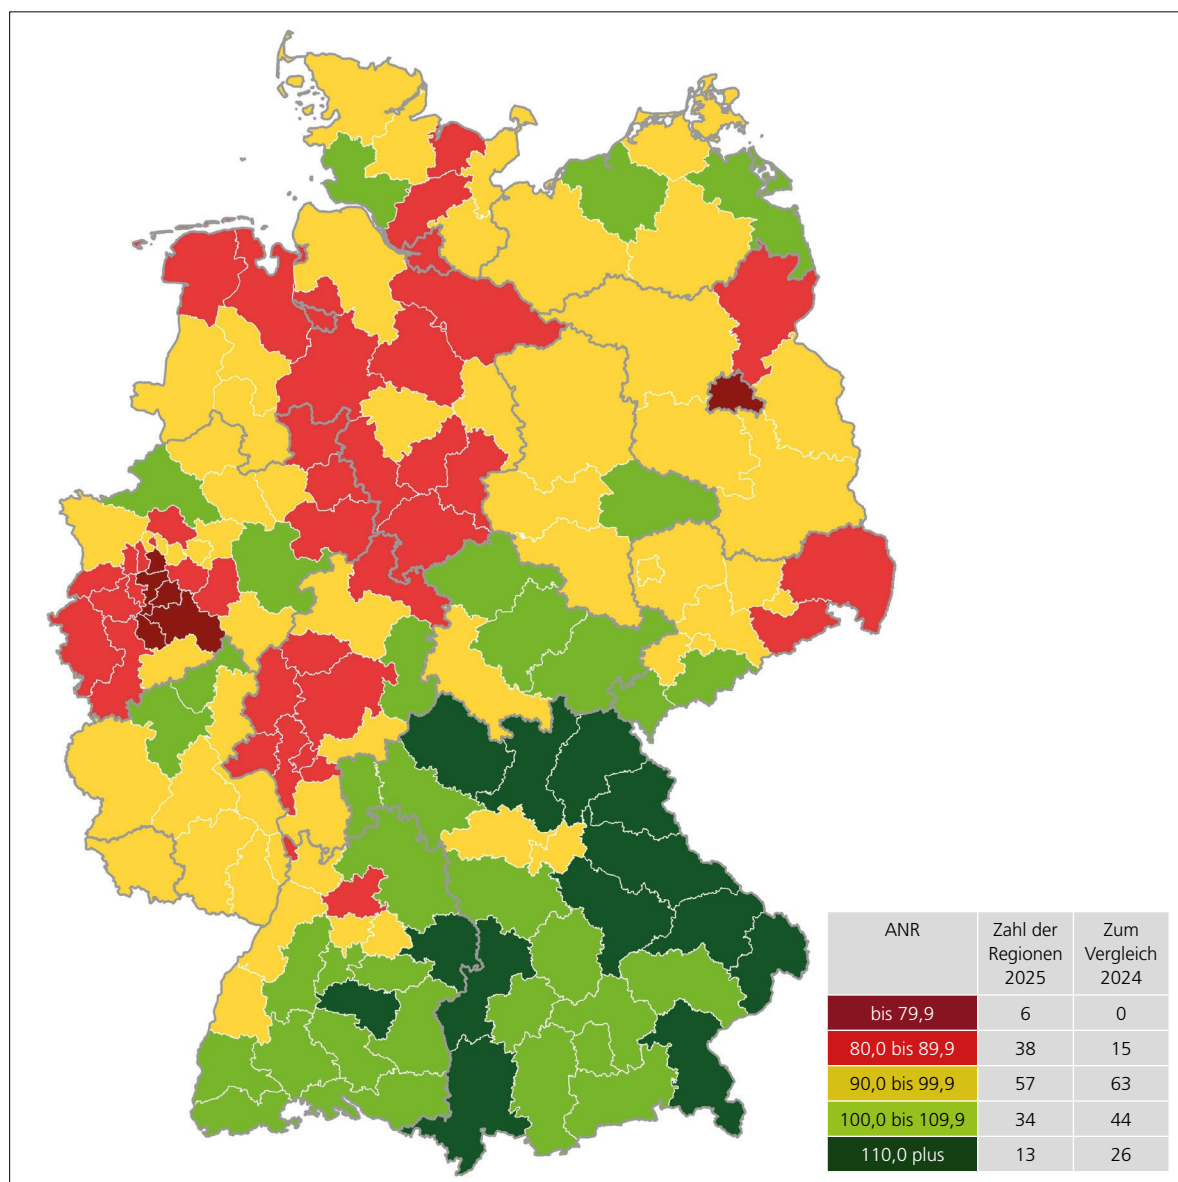 ANR
Zahl der
Regionen
2025
Zum
Vergleich
2024
bis 79,9 6 0
80,0 bis 89,9 38 15
90,0 bis 99,9 57 63
100,0 bis 109,9 34 44
110,0 plus 13 26